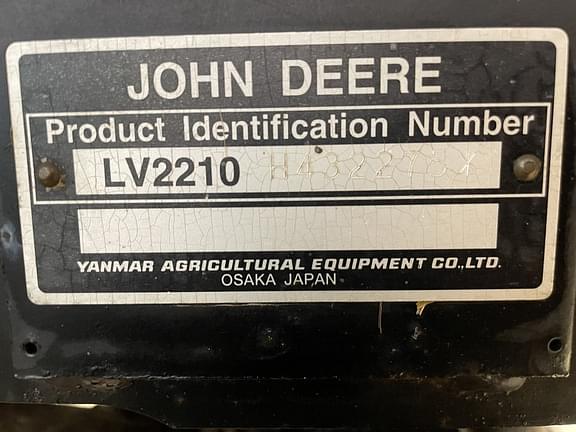 JOHN DEERE
Product Identification Number
LV2210
YANMAR AGRICULTURAL EQUIPMENT CO.,LTD.
OSAKA JAPAN